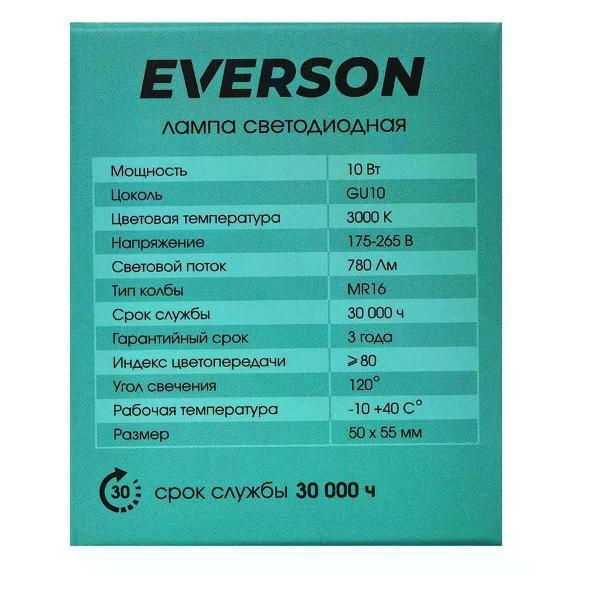 EVERSON
лампа светодиодная
Мощность 10 Вт
Цоколь GU10
Цветовая температура 3000 К
Напряжение 175-265 В
Световой поток 780 Лм
Тип колбы MR16
Срок службы 30 000 ч
Гарантийный срок 3 года
Индекс цветопередачи ⩾80
Угол свечения 120°
Рабочая температура -10 +40 С°
Размер 50 x 55 мм
30 срок службы 30 000 ч